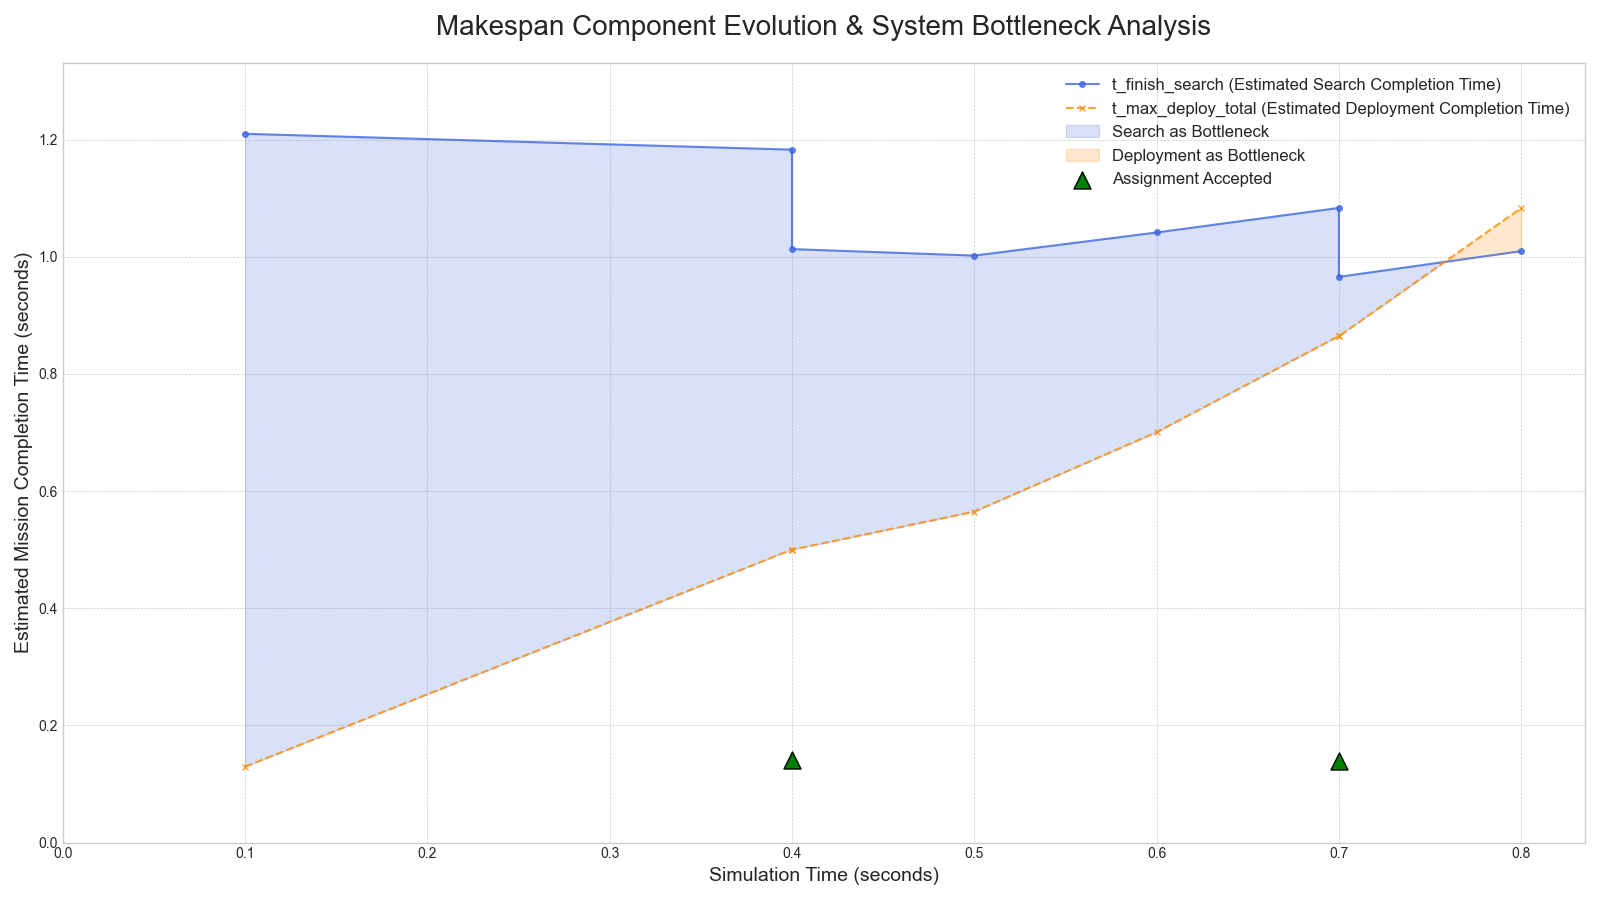 Makespan Component Evolution & System Bottleneck Analysis
t_finish_search (Estimated Search Completion Time)
t_max_deploy_total (Estimated Deployment Completion Time)
Search as Bottleneck
Deployment as Bottleneck
Assignment Accepted
Estimated Mission Completion Time (seconds)
1.2
1.0
0.8
0.6
0.4
0.2
0.0
0.0 0.1 0.2 0.3 0.4 0.5 0.6 0.7 0.8
Simulation Time (seconds)